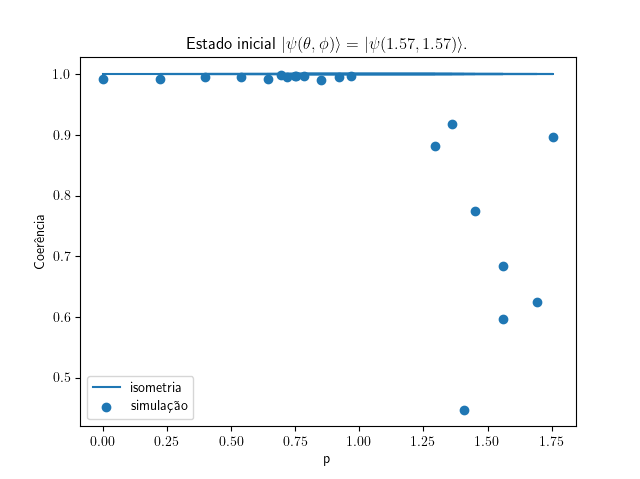 Estado inicial |ψ(θ, ϕ)⟩ = |ψ(1.57, 1.57)⟩.
Coerência
1.0
0.9
0.8
0.7
0.6
0.5
isometria
simulação
0.00 0.25 0.50 0.75 1.00 1.25 1.50 1.75
p